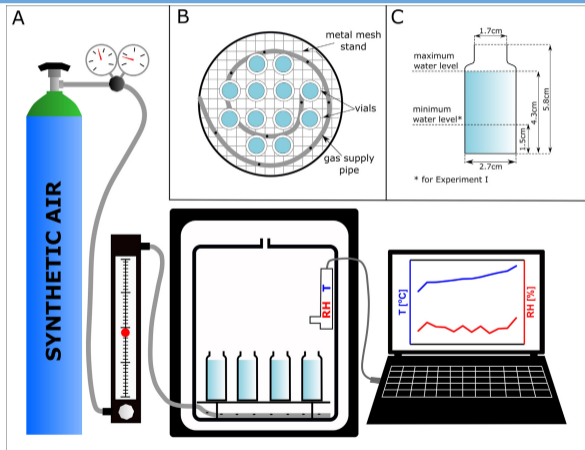 A
SYNTHETIC AIR
B
metal mesh
stand
vials
gas supply
pipe
C
1.7cm
maximum
water level
minimum
water level*
1.5cm
4.3cm
5.8cm
2.7cm
* for Experiment I
RH T
T [°C]
RH [%]